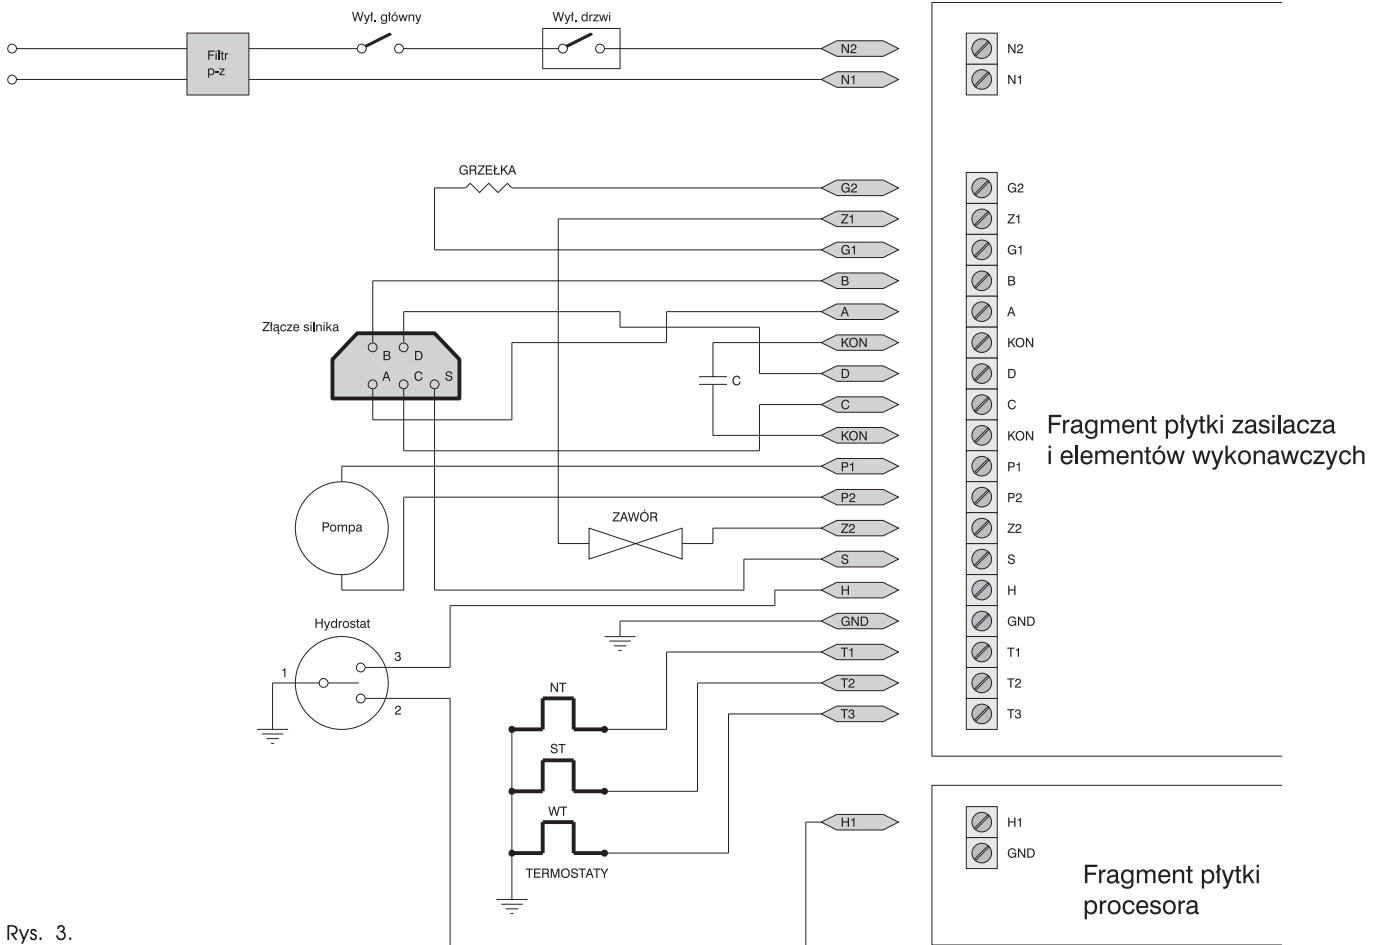 Wył. główny
Wył. drzwi
Filtr
p-z
N2
N1
N2
N1
GRZEŁKA
G2
Z1
G1
B
A
KON
D
C
KON
P1
P2
Z2
S
H
GND
T1
T2
T3
G2
Z1
G1
B
A
KON
D
C
KON
P1
P2
Z2
S
H
GND
T1
T2
T3
Złącze silnika
B D
A C S
C
Fragment płytki zasilacza
i elementów wykonawczych
Pompa
ZAWÓR
Hydrostat
1
3
2
NT
ST
WT
TERMOSTATY
H1
H1
GND
Fragment płytki
procesora
Rys. 3.